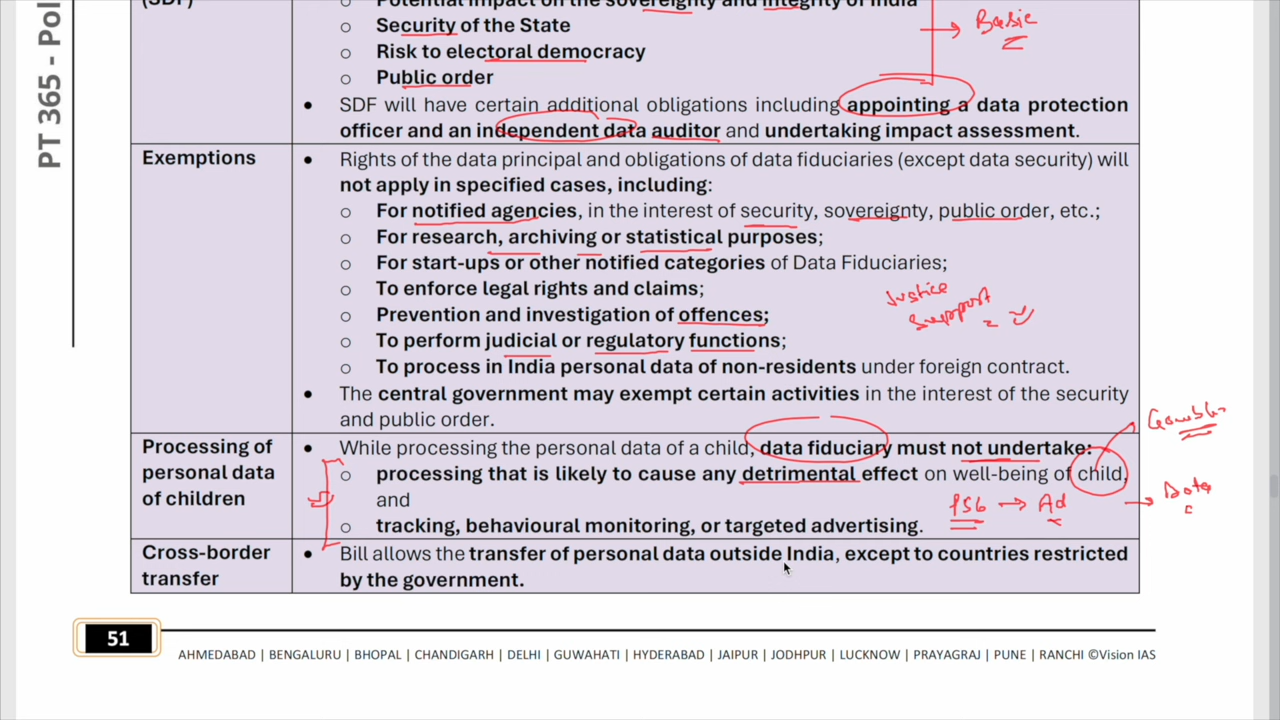 PT 365 - Pol
(SDF)
o Potential impact on the sovereignty and integrity of India
o Security of the State
o Risk to electoral democracy
o Public order
Basic
• SDF will have certain additional obligations including appointing a data protection
officer and an independent data auditor and undertaking impact assessment.
Exemptions
• Rights of the data principal and obligations of data fiduciaries (except data security) will
not apply in specified cases, including:
o For notified agencies, in the interest of security, sovereignty, public order, etc.;
o For research, archiving or statistical purposes;
o For start-ups or other notified categories of Data Fiduciaries;
o To enforce legal rights and claims;
o Prevention and investigation of offences;
o To perform judicial or regulatory functions;
o To process in India personal data of non-residents under foreign contract.
Justice
Support
• The central government may exempt certain activities in the interest of the security
and public order.
Processing of
personal data
of children
• While processing the personal data of a child, data fiduciary must not undertake:
o processing that is likely to cause any detrimental effect on well-being of child,
and
o tracking, behavioural monitoring, or targeted advertising.
→ Ad
→ Data
Cross-border
transfer
• Bill allows the transfer of personal data outside India, except to countries restricted
by the government.
51
AHMEDABAD | BENGALURU | BHOPAL | CHANDIGARH | DELHI | GUWAHATI | HYDERABAD | JAIPUR | JODHPUR | LUCKNOW | PRAYAGRAJ | PUNE | RANCHI ©Vision IAS